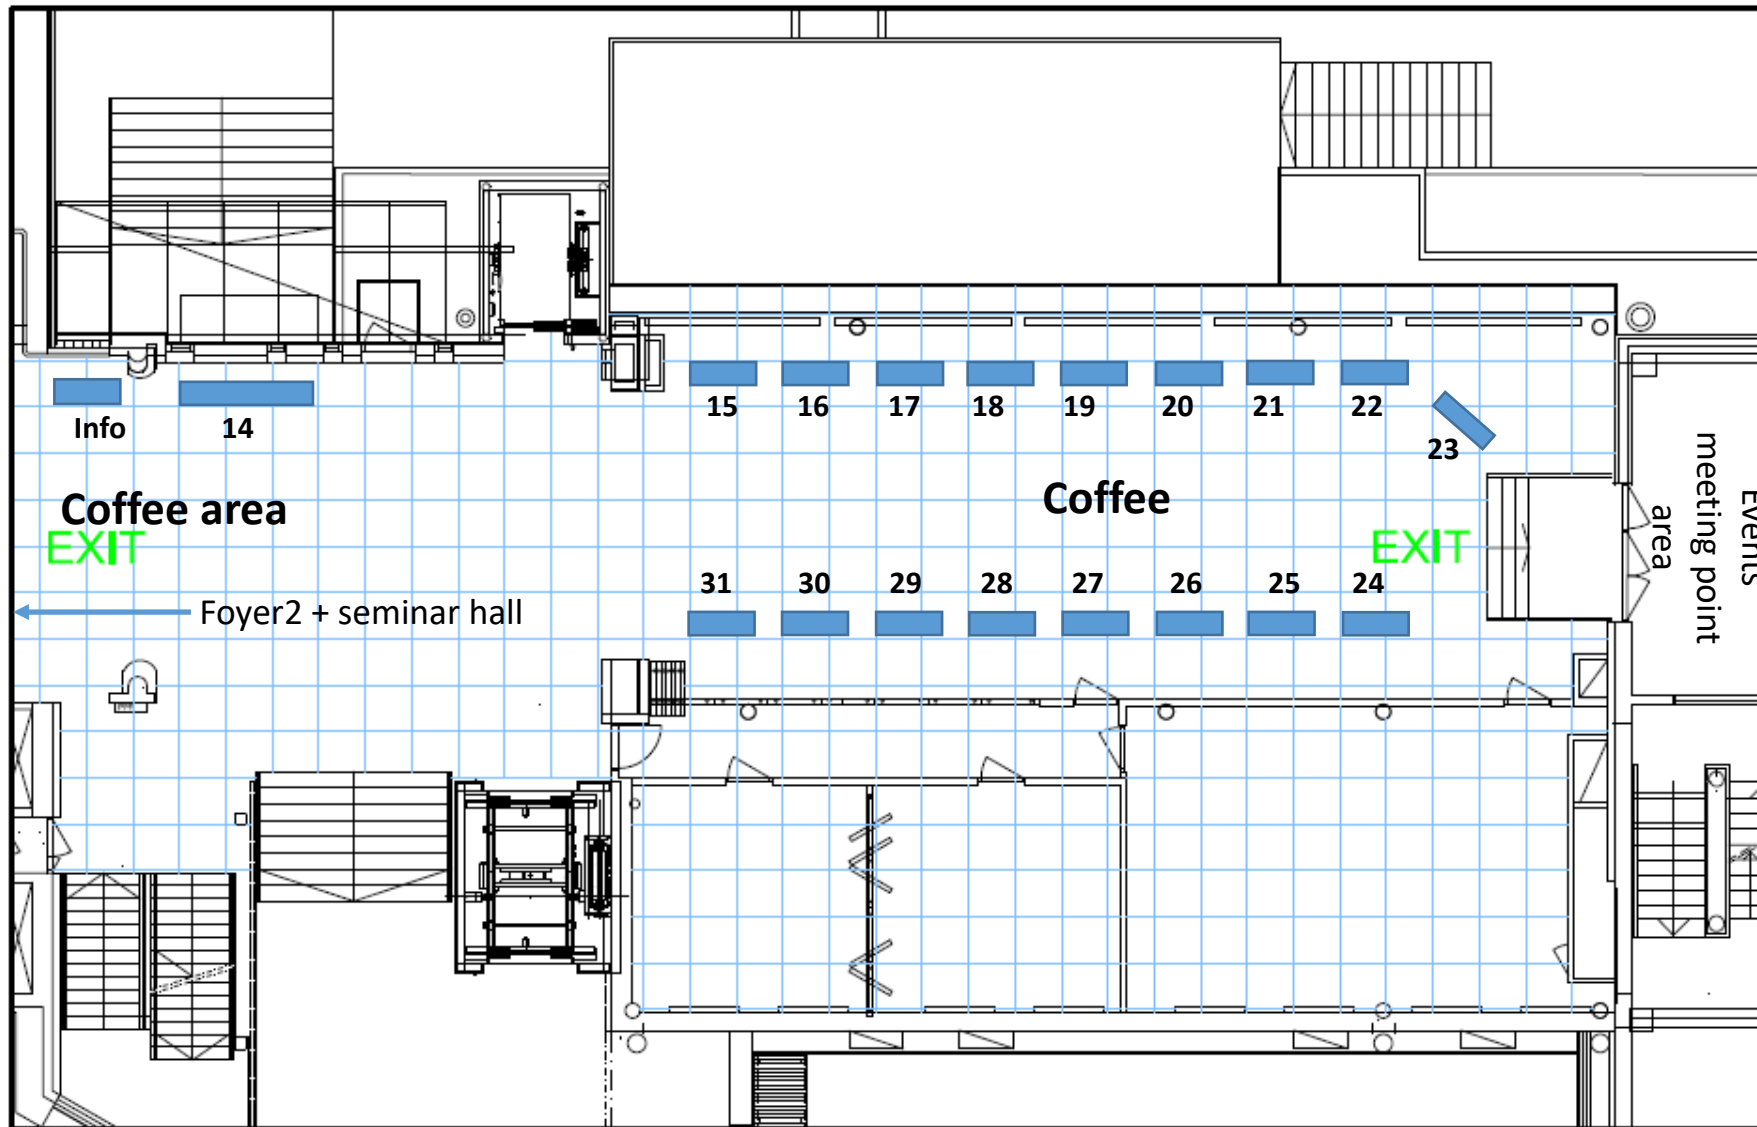 15 16 17 18 19 20 21 22
Info 14
23
Coffee area
Coffee
EXIT
EXIT
Events
meeting point
area
31 30 29 28 27 26 25 24
Foyer2 + seminar hall